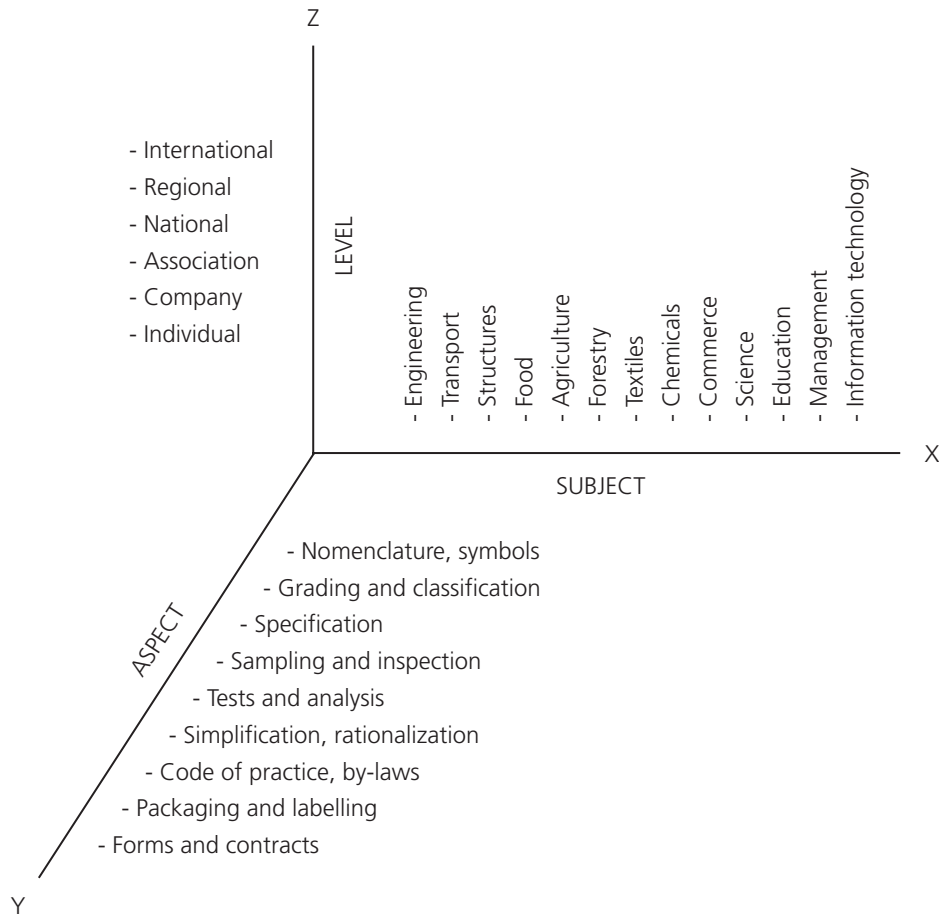 Z
- International
- Regional
- National
- Association
- Company
- Individual
LEVEL
- Engineering
- Transport
- Structures
- Food
- Agriculture
- Forestry
- Textiles
- Chemicals
- Commerce
- Science
- Education
- Management
- Information technology
X
SUBJECT
ASPECT
- Nomenclature, symbols
- Grading and classification
- Specification
- Sampling and inspection
- Tests and analysis
- Simplification, rationalization
- Code of practice, by-laws
- Packaging and labelling
- Forms and contracts
Y